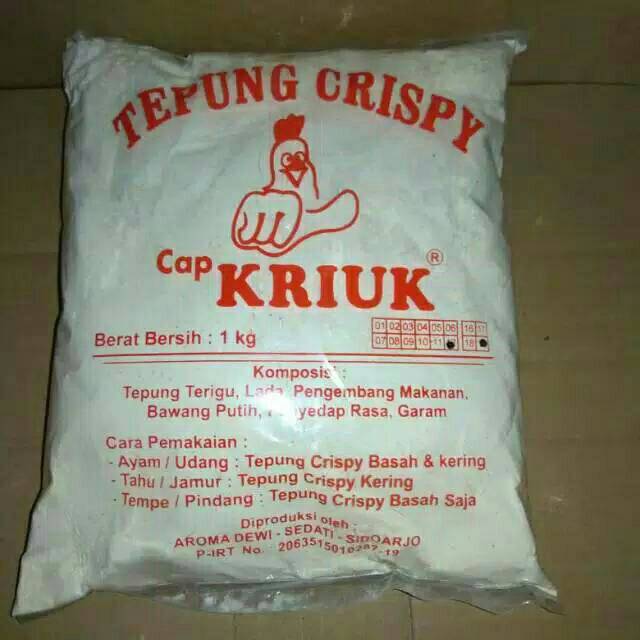 TEPUNG CRISPY
Cap KRIUK ®
Berat Bersih : 1 kg
01 02 03 04 05 06 16 17
07 08 09 10 11 18
Komposisi :
Tepung Terigu, Lada, Pengembang Makanan,
Bawang Putih, Penyedap Rasa, Garam
Cara Pemakaian :
- Ayam / Udang : Tepung Crispy Basah & kering
- Tahu / Jamur : Tepung Crispy Kering
- Tempe / Pindang : Tepung Crispy Basah Saja
Diproduksi oleh :
AROMA DEWI - SEDATI - SIDOARJO
P-IRT No.